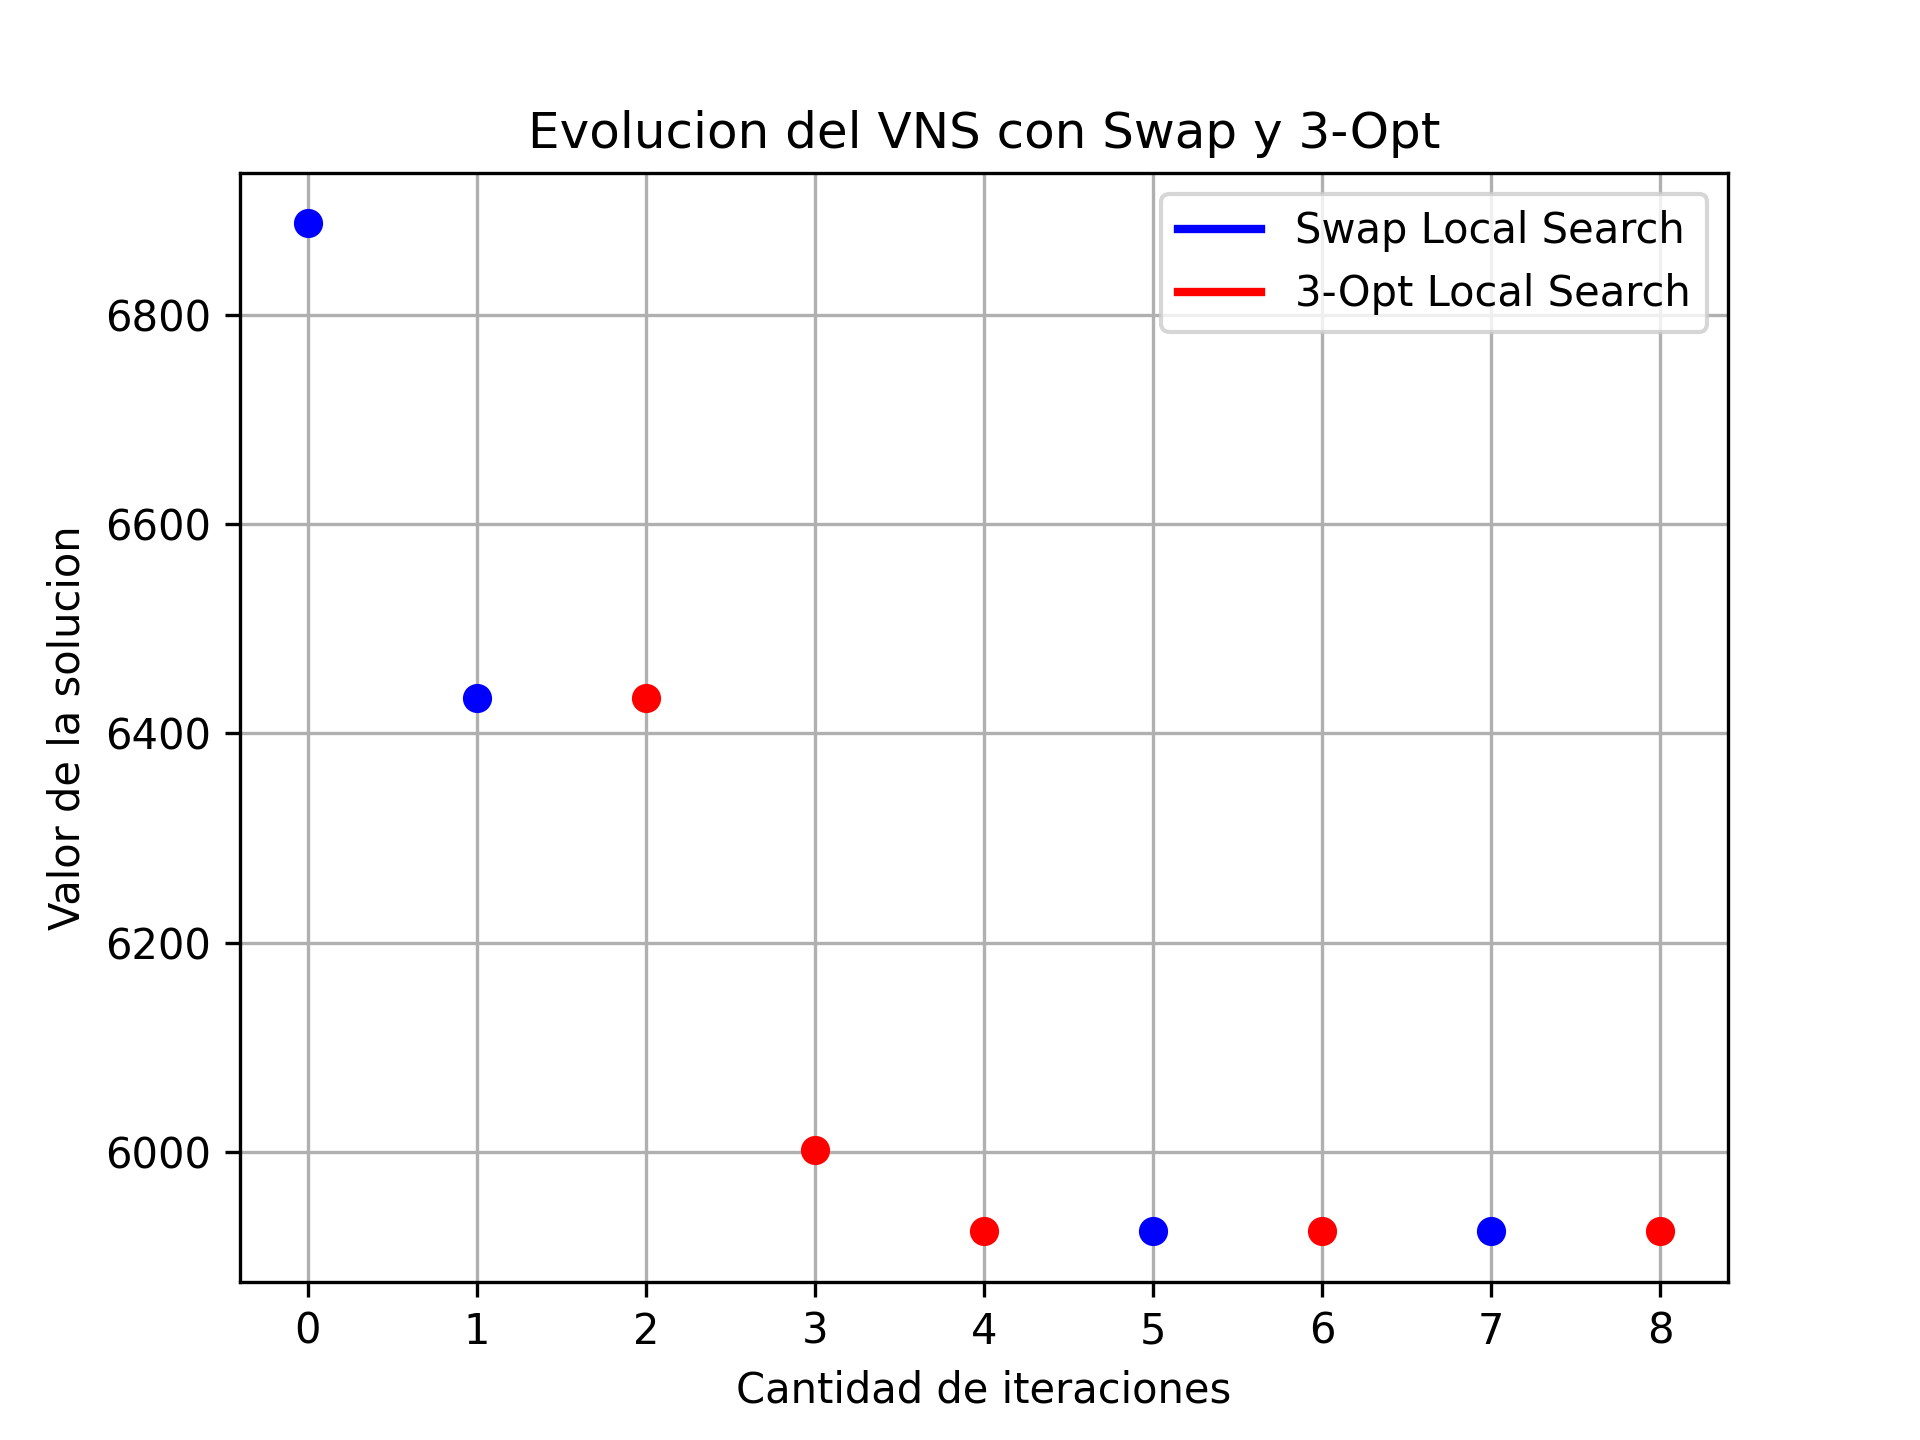 Evolucion del VNS con Swap y 3-Opt
Swap Local Search
3-Opt Local Search
Valor de la solucion
6800
6600
6400
6200
6000
0 1 2 3 4 5 6 7 8
Cantidad de iteraciones